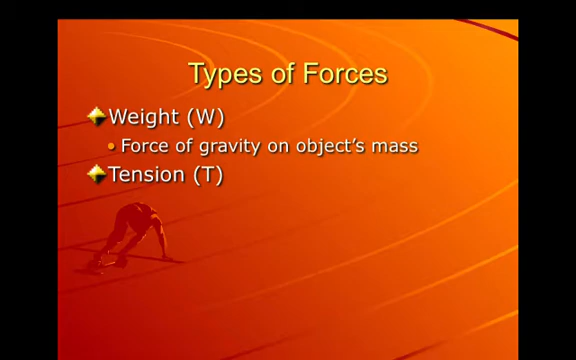 Types of Forces
Weight (W)
Force of gravity on object's mass
Tension (T)